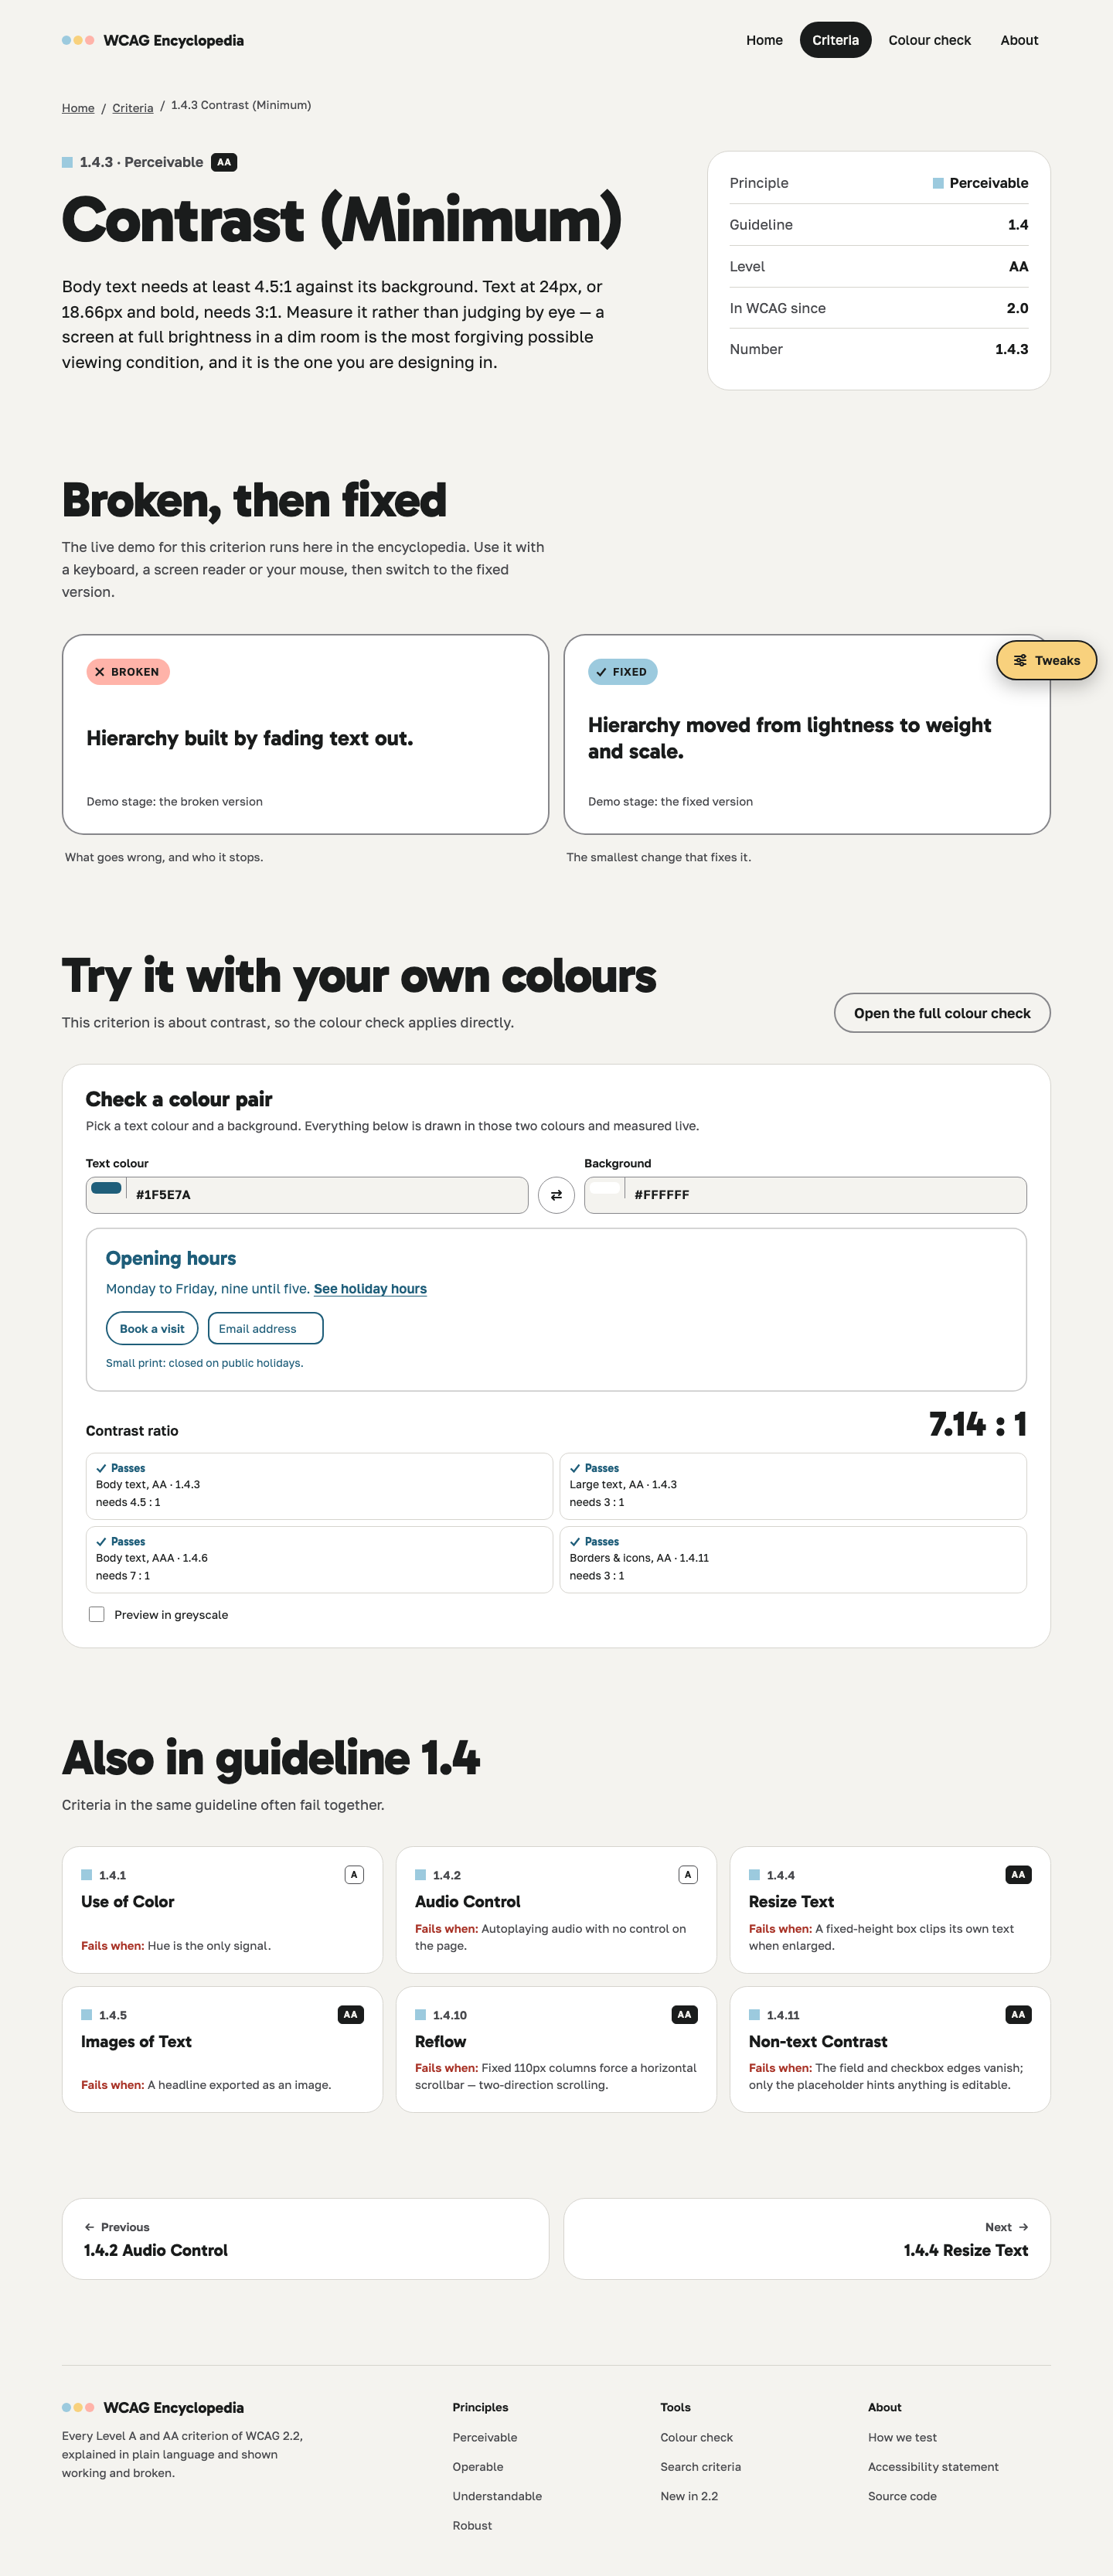 WCAG Encyclopedia
Home
Criteria
Colour check
About
Home / Criteria / 1.4.3 Contrast (Minimum)
1.4.3 · Perceivable AA
Contrast (Minimum)
Body text needs at least 4.5:1 against its background. Text at 24px, or
18.66px and bold, needs 3:1. Measure it rather than judging by eye — a
screen at full brightness in a dim room is the most forgiving possible
viewing condition, and it is the one you are designing in.
Principle Perceivable
Guideline 1.4
Level AA
In WCAG since 2.0
Number 1.4.3
Broken, then fixed
The live demo for this criterion runs here in the encyclopedia. Use it with
a keyboard, a screen reader or your mouse, then switch to the fixed
version.
BROKEN
Hierarchy built by fading text out.
Demo stage: the broken version
What goes wrong, and who it stops.
FIXED
Hierarchy moved from lightness to weight
and scale.
Demo stage: the fixed version
The smallest change that fixes it.
Tweaks
Try it with your own colours
This criterion is about contrast, so the colour check applies directly.
Open the full colour check
Check a colour pair
Pick a text colour and a background. Everything below is drawn in those two colours and measured live.
Text colour
#1F5E7A
Background
#FFFFFF
Opening hours
Monday to Friday, nine until five. See holiday hours
Book a visit
Email address
Small print: closed on public holidays.
Contrast ratio
7.14 : 1
Passes
Body text, AA · 1.4.3
needs 4.5 : 1
Passes
Large text, AA · 1.4.3
needs 3 : 1
Passes
Body text, AAA · 1.4.6
needs 7 : 1
Passes
Borders & icons, AA · 1.4.11
needs 3 : 1
Preview in greyscale
Also in guideline 1.4
Criteria in the same guideline often fail together.
1.4.1 A
Use of Color
Fails when: Hue is the only signal.
1.4.2 A
Audio Control
Fails when: Autoplaying audio with no control on
the page.
1.4.4 AA
Resize Text
Fails when: A fixed-height box clips its own text
when enlarged.
1.4.5 AA
Images of Text
Fails when: A headline exported as an image.
1.4.10 AA
Reflow
Fails when: Fixed 110px columns force a horizontal
scrollbar — two-direction scrolling.
1.4.11 AA
Non-text Contrast
Fails when: The field and checkbox edges vanish;
only the placeholder hints anything is editable.
← Previous
1.4.2 Audio Control
Next →
1.4.4 Resize Text
WCAG Encyclopedia
Every Level A and AA criterion of WCAG 2.2,
explained in plain language and shown
working and broken.
Principles
Perceivable
Operable
Understandable
Robust
Tools
Colour check
Search criteria
New in 2.2
About
How we test
Accessibility statement
Source code